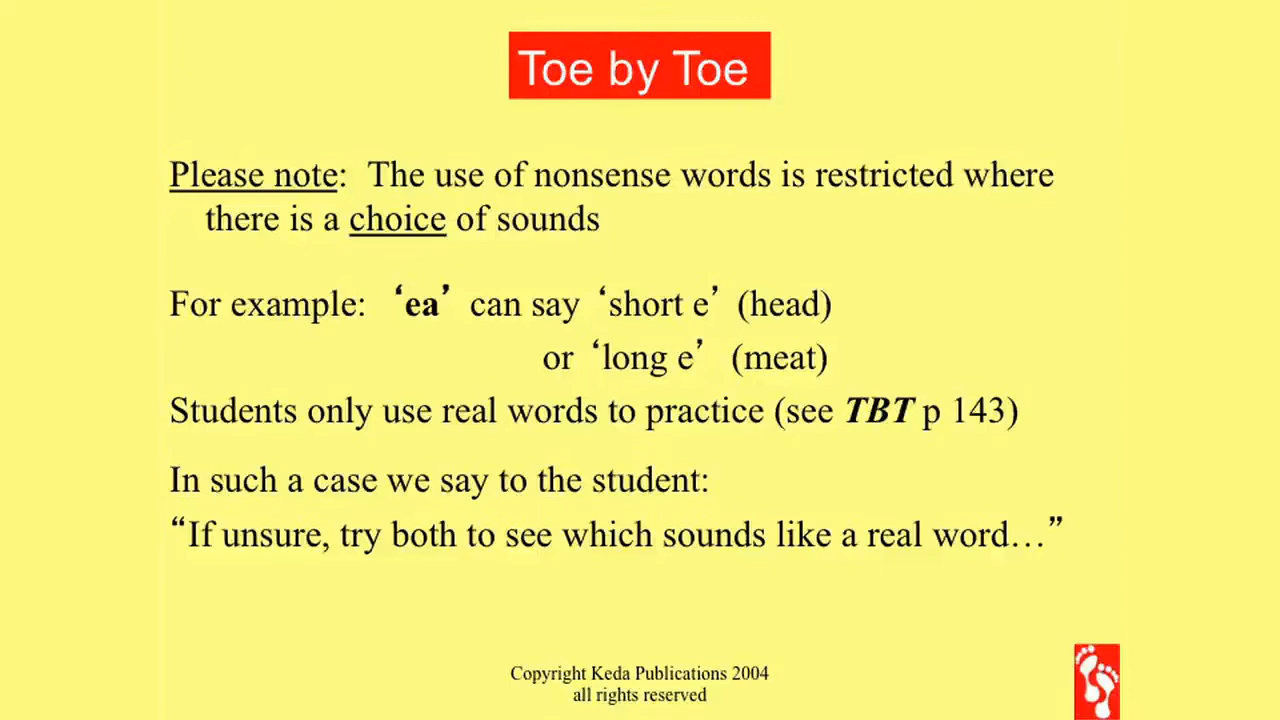 Toe by Toe
Please note: The use of nonsense words is restricted where
there is a choice of sounds
For example: ‘ea’ can say ‘short e’ (head)
or ‘long e’ (meat)
Students only use real words to practice (see TBT p 143)
In such a case we say to the student:
“If unsure, try both to see which sounds like a real word…”
Copyright Keda Publications 2004
all rights reserved